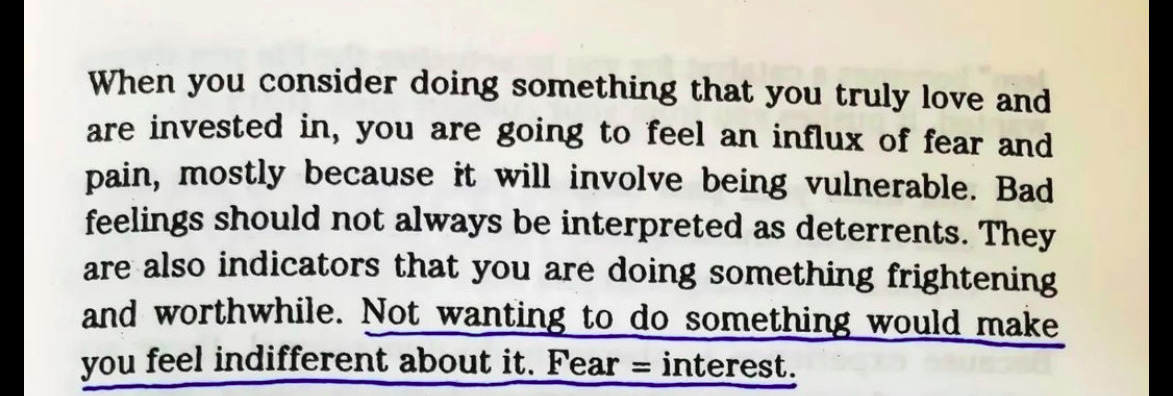 When you consider doing something that you truly love and
are invested in, you are going to feel an influx of fear and
pain, mostly because it will involve being vulnerable. Bad
feelings should not always be interpreted as deterrents. They
are also indicators that you are doing something frightening
and worthwhile. Not wanting to do something would make
you feel indifferent about it. Fear = interest.